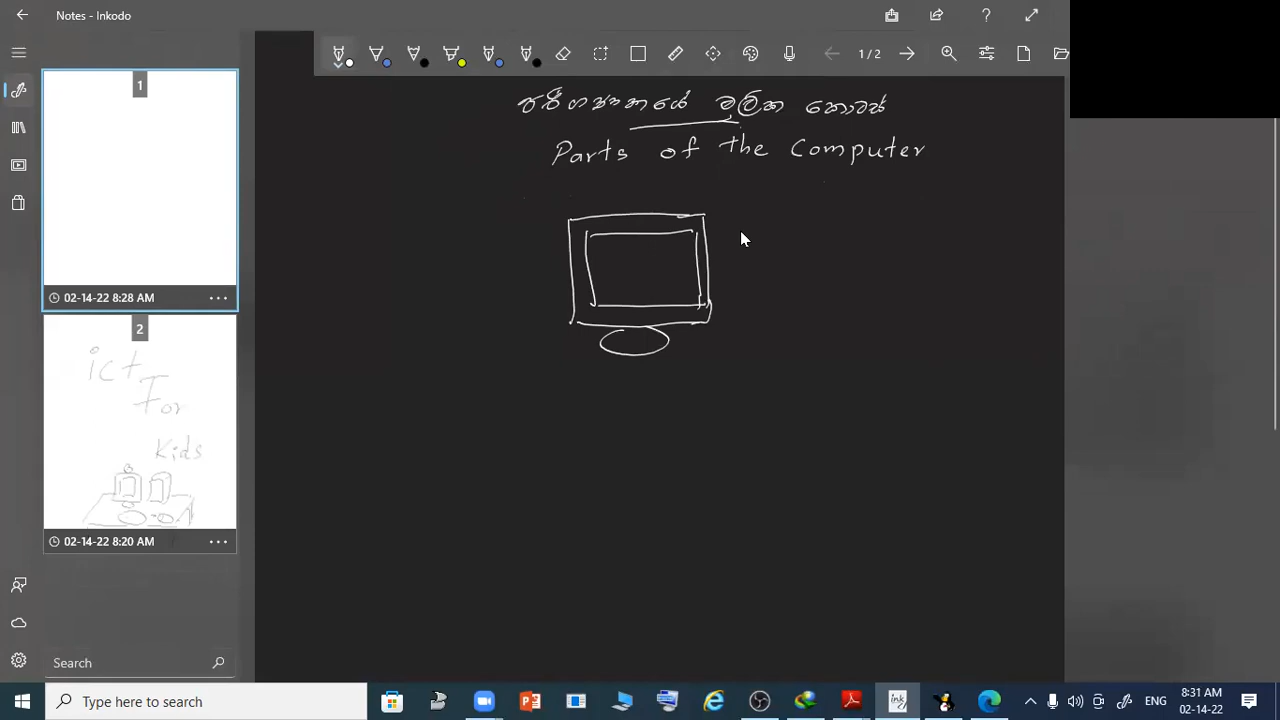 Notes - Inkodo
1/2
1
පරිගණකයේ මූලික කොටස්
Parts of the Computer
02-14-22 8:28 AM
2
ict
For
Kids
02-14-22 8:20 AM
Search
Type here to search
ENG
8:31 AM
02-14-22